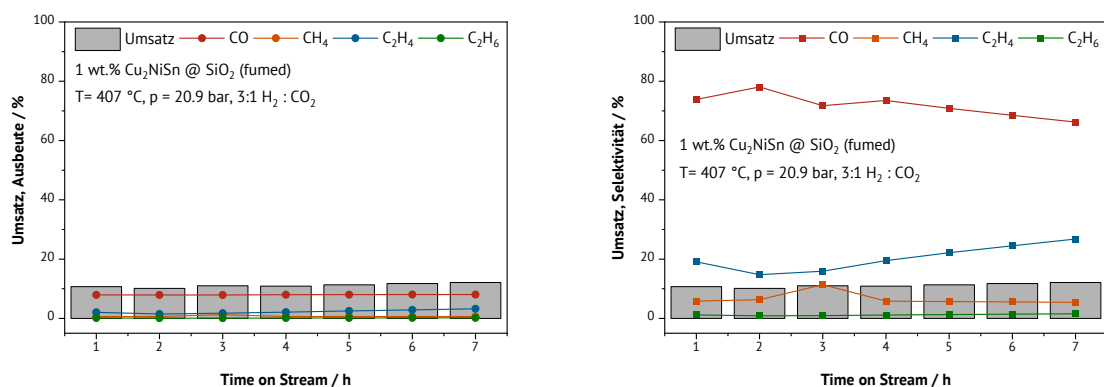 100
80
60
40
20
0
Umsatz, Ausbeute / %
Umsatz CO CH₄ C₂H₄ C₂H₆
1 wt.% Cu₂NiSn @ SiO₂ (fumed)
T= 407 °C, p = 20.9 bar, 3:1 H₂ : CO₂
1 2 3 4 5 6 7
Time on Stream / h
100
80
60
40
20
0
Umsatz, Selektivität / %
Umsatz CO CH₄ C₂H₄ C₂H₆
1 wt.% Cu₂NiSn @ SiO₂ (fumed)
T= 407 °C, p = 20.9 bar, 3:1 H₂ : CO₂
1 2 3 4 5 6 7
Time on Stream / h